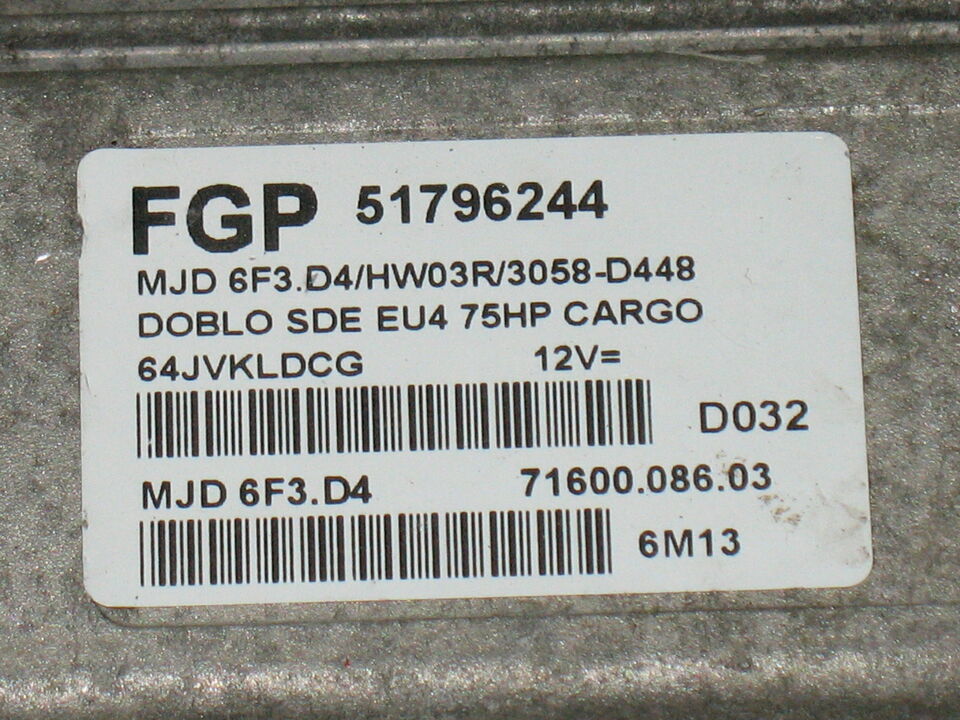 FGP 51796244
MJD 6F3.D4/HW03R/3058-D448
DOBLO SDE EU4 75HP CARGO
64JVKLDCG 12V=
D032
MJD 6F3.D4 71600.086.03
6M13